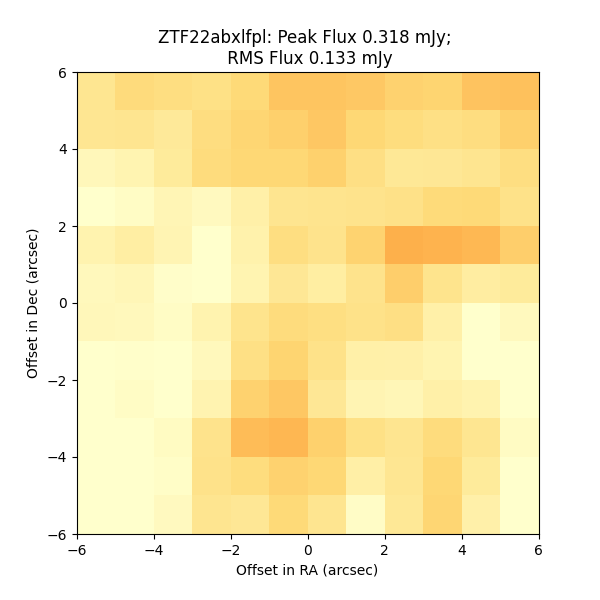 ZTF22abxlfpl: Peak Flux 0.318 mJy;
RMS Flux 0.133 mJy
6
4
2
0
−2
−4
−6
Offset in Dec (arcsec)
−6 −4 −2 0 2 4 6
Offset in RA (arcsec)